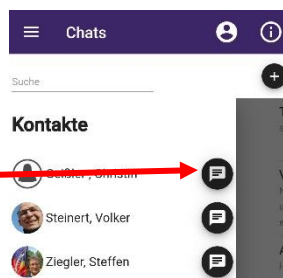 Chats
Suche
Kontakte
Steinert, Volker
Ziegler, Steffen